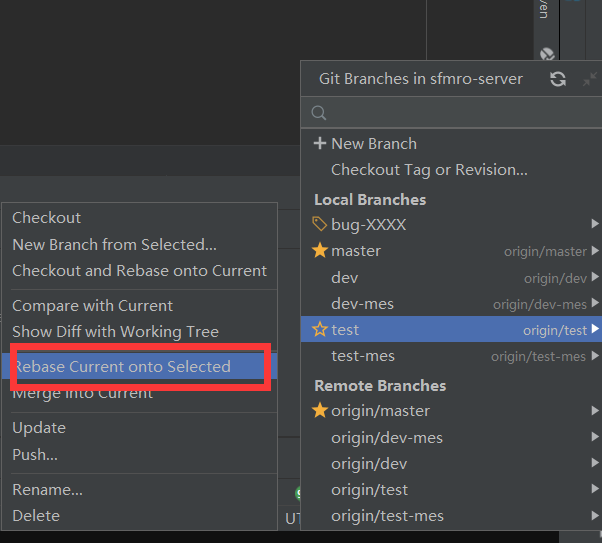 ven
Git Branches in sfmro-server
New Branch
Checkout Tag or Revision...
Local Branches
bug-XXXX
master origin/master
dev origin/dev
dev-mes origin/dev-mes
test origin/test
test-mes origin/test-mes
Remote Branches
origin/master
origin/dev-mes
origin/dev
origin/test
origin/test-mes
Checkout
New Branch from Selected...
Checkout and Rebase onto Current
Compare with Current
Show Diff with Working Tree
Rebase Current onto Selected
Merge into Current
Update
Push...
Rename...
Delete
UT